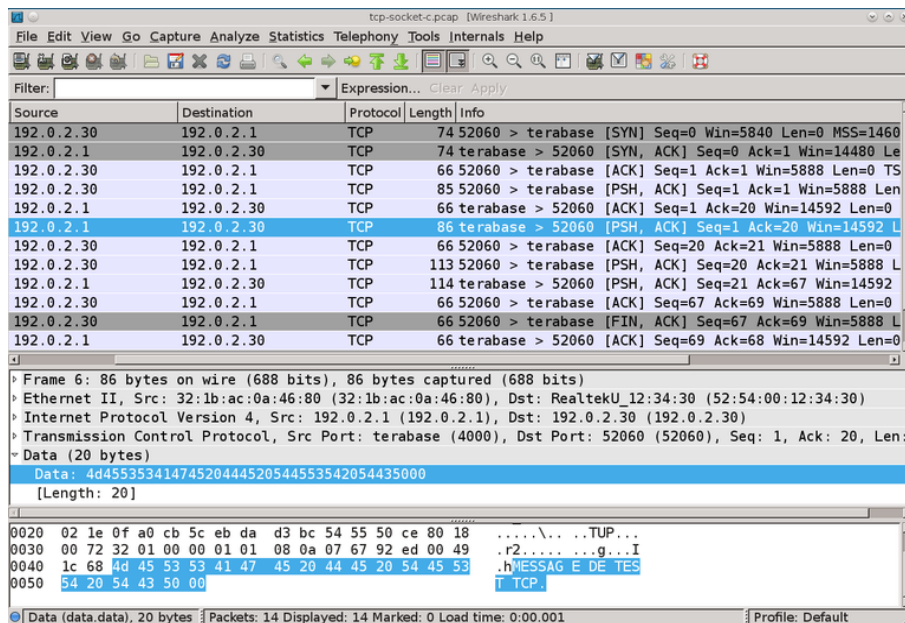 tcp-socket-c.pcap [Wireshark 1.6.5]
File Edit View Go Capture Analyze Statistics Telephony Tools Internals Help
Filter: Expression... Clear Apply
Source Destination Protocol Length Info
192.0.2.30 192.0.2.1 TCP 74 52060 > terabase [SYN] Seq=0 Win=5840 Len=0 MSS=1460
192.0.2.1 192.0.2.30 TCP 74 terabase > 52060 [SYN, ACK] Seq=0 Ack=1 Win=14480 Le
192.0.2.30 192.0.2.1 TCP 66 52060 > terabase [ACK] Seq=1 Ack=1 Win=5888 Len=0 TS
192.0.2.30 192.0.2.1 TCP 85 52060 > terabase [PSH, ACK] Seq=1 Ack=1 Win=5888 Len
192.0.2.1 192.0.2.30 TCP 66 terabase > 52060 [ACK] Seq=1 Ack=20 Win=14592 Len=0
192.0.2.1 192.0.2.30 TCP 86 terabase > 52060 [PSH, ACK] Seq=1 Ack=20 Win=14592 L
192.0.2.30 192.0.2.1 TCP 66 52060 > terabase [ACK] Seq=20 Ack=21 Win=5888 Len=0
192.0.2.30 192.0.2.1 TCP 113 52060 > terabase [PSH, ACK] Seq=20 Ack=21 Win=5888 L
192.0.2.1 192.0.2.30 TCP 114 terabase > 52060 [PSH, ACK] Seq=21 Ack=67 Win=14592
192.0.2.30 192.0.2.1 TCP 66 52060 > terabase [ACK] Seq=67 Ack=69 Win=5888 Len=0
192.0.2.30 192.0.2.1 TCP 66 52060 > terabase [FIN, ACK] Seq=67 Ack=69 Win=5888 L
192.0.2.1 192.0.2.30 TCP 66 terabase > 52060 [ACK] Seq=69 Ack=68 Win=14592 Len=0
Frame 6: 86 bytes on wire (688 bits), 86 bytes captured (688 bits)
Ethernet II, Src: 32:1b:ac:0a:46:80 (32:1b:ac:0a:46:80), Dst: RealtekU_12:34:30 (52:54:00:12:34:30)
Internet Protocol Version 4, Src: 192.0.2.1 (192.0.2.1), Dst: 192.0.2.30 (192.0.2.30)
Transmission Control Protocol, Src Port: terabase (4000), Dst Port: 52060 (52060), Seq: 1, Ack: 20, Len:
Data (20 bytes)
Data: 4d45535341474520444520544553542054435000
[Length: 20]
0020 02 1e 0f a0 cb 5c eb da d3 bc 54 55 50 ce 80 18 .....\.. ..TUP...
0030 00 72 32 01 00 00 01 01 08 0a 07 67 92 ed 00 49 .r2..... ...g...I
0040 1c 68 4d 45 53 53 41 47 45 20 44 45 20 54 45 53 .hMESSAG E DE TES
0050 54 20 54 43 50 00 T TCP.
Data (data.data), 20 bytes Packets: 14 Displayed: 14 Marked: 0 Load time: 0:00.001 Profile: Default